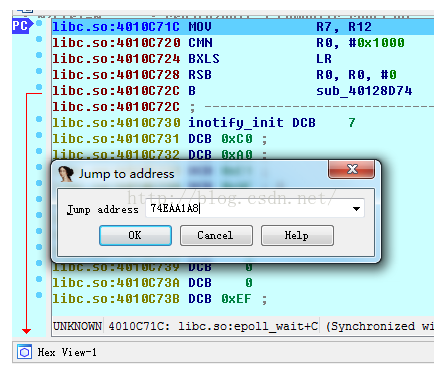 libc.so:4010C71C MOV R7, R12
PC
libc.so:4010C720 CMN R0, #0x1000
libc.so:4010C724 BXLS LR
libc.so:4010C728 RSB R0, R0, #0
libc.so:4010C72C B sub_40128D74
libc.so:4010C72C ; ---------------------------
libc.so:4010C730 inotify_init DCB 7
libc.so:4010C731 DCB 0xC0 ;
libc.so:4010C732 DCB 0xA0 ;
Jump to address
http://blog.csdn.net/
Jump address 74EAA1A8
OK Cancel Help
libc.so:4010C739 DCB 0
libc.so:4010C73A DCB 0
libc.so:4010C73B DCB 0xEF ;
UNKNOWN 4010C71C: libc.so:epoll_wait+C (Synchronized wi
Hex View-1